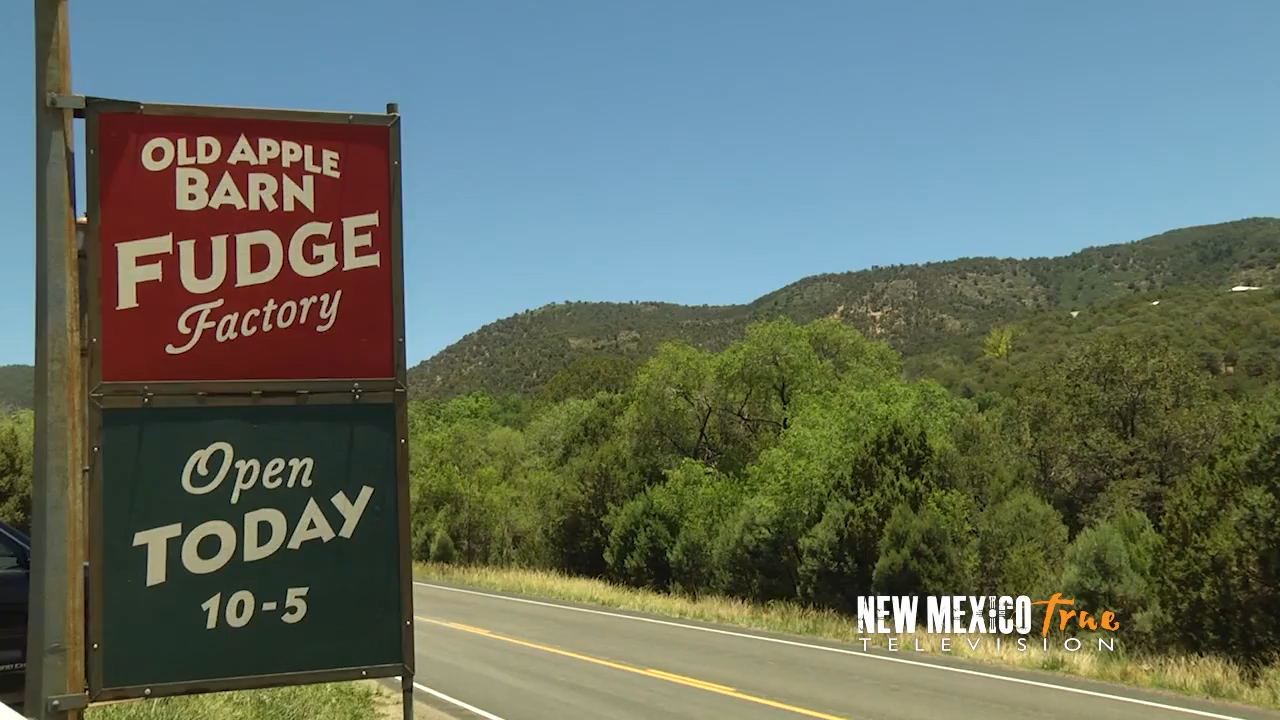 OLD APPLE
BARN
FUDGE
Factory
Open
TODAY
10-5
NEW MEXICO True
TELEVISION